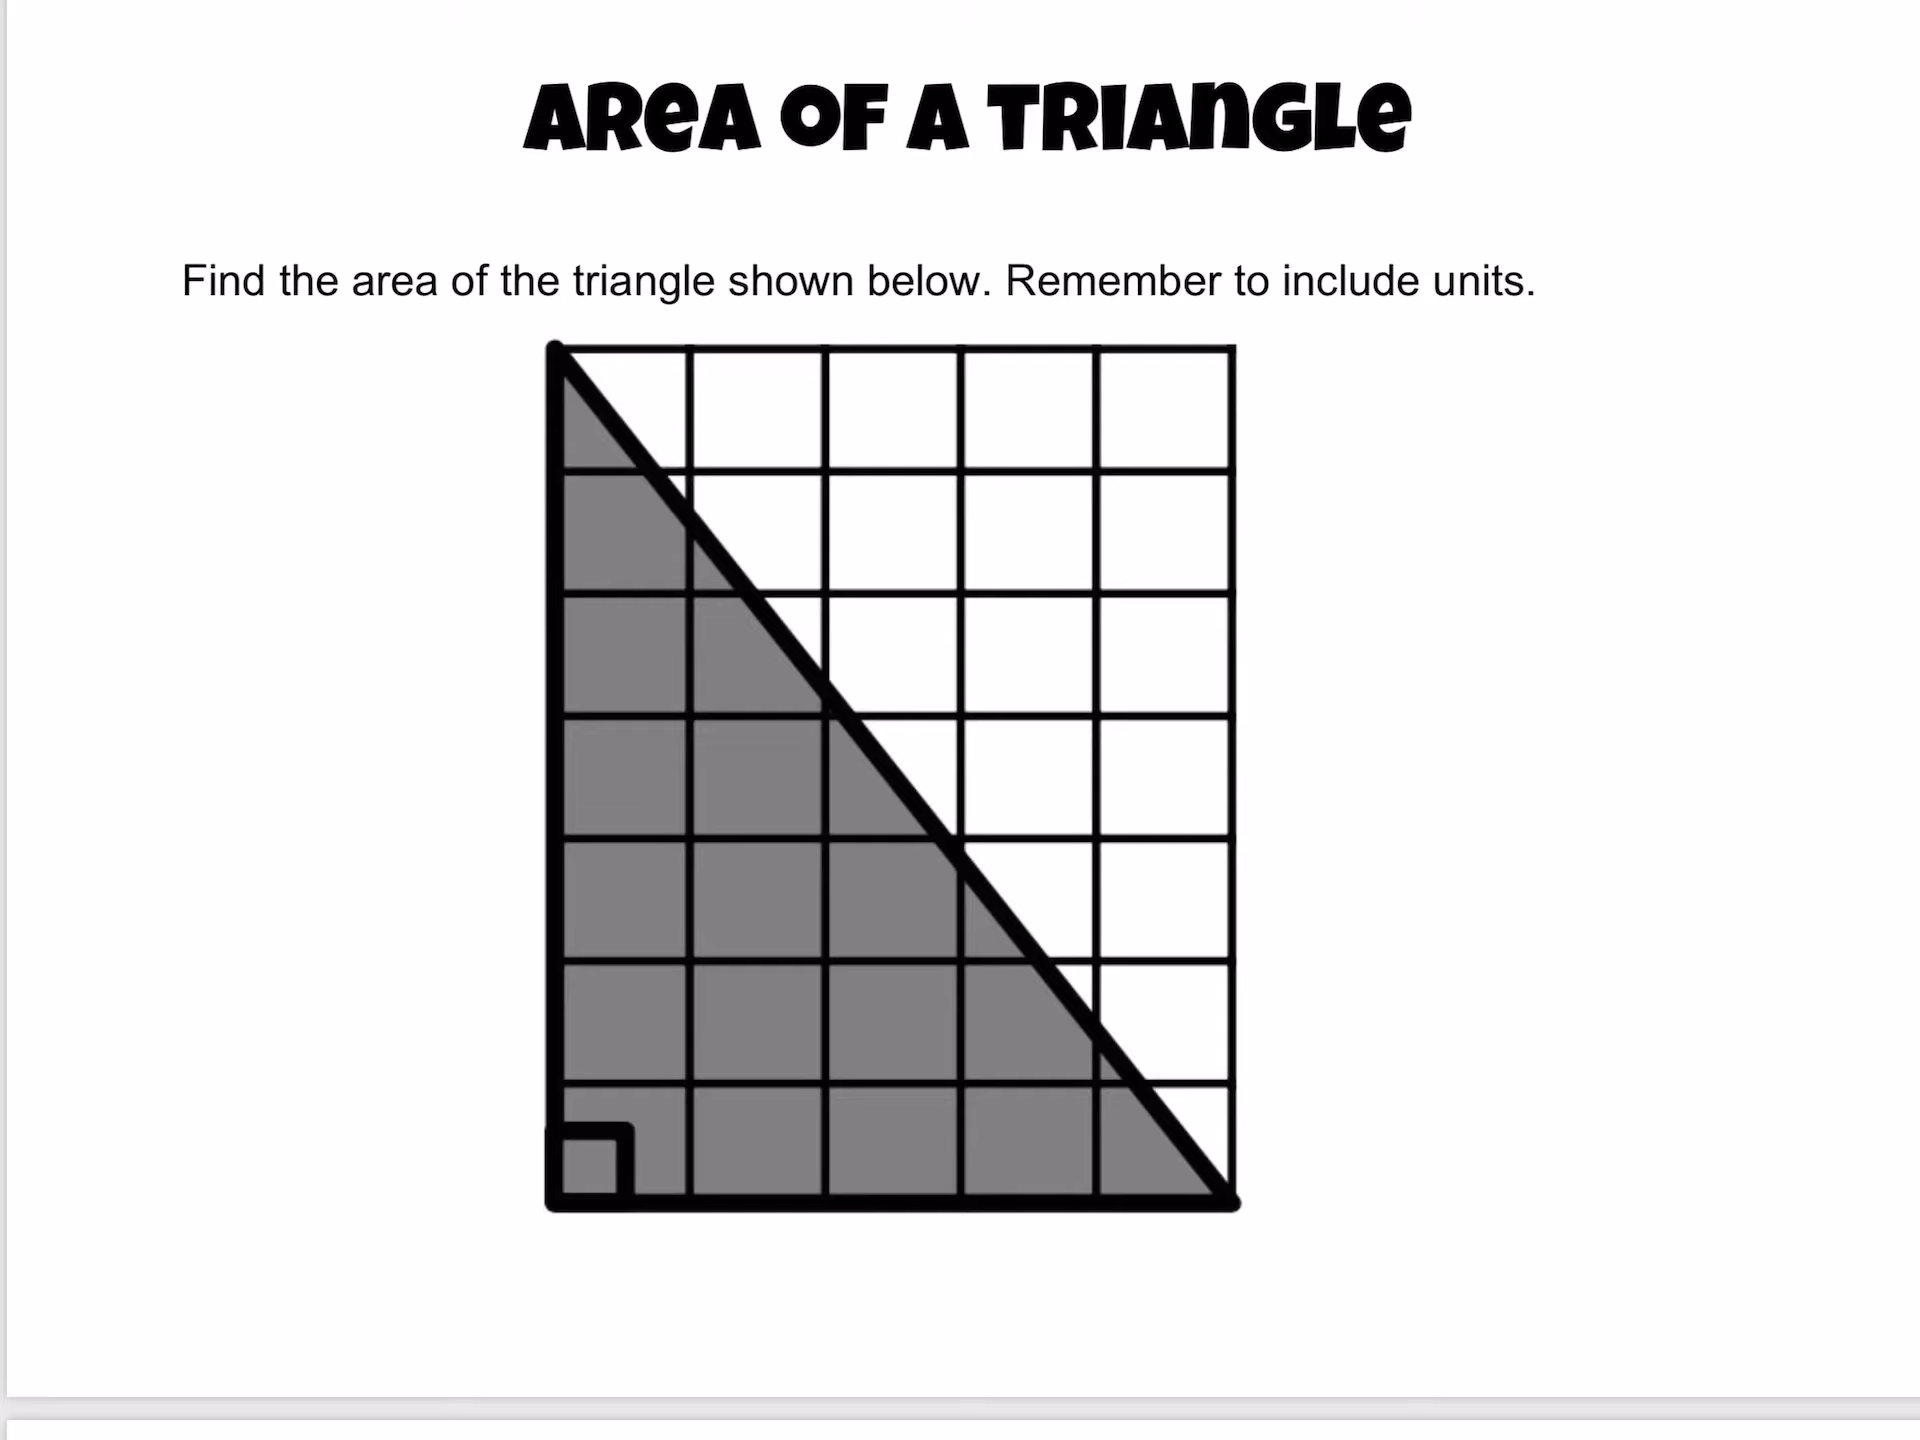 AREA OF A TRIANGLE
Find the area of the triangle shown below. Remember to include units.